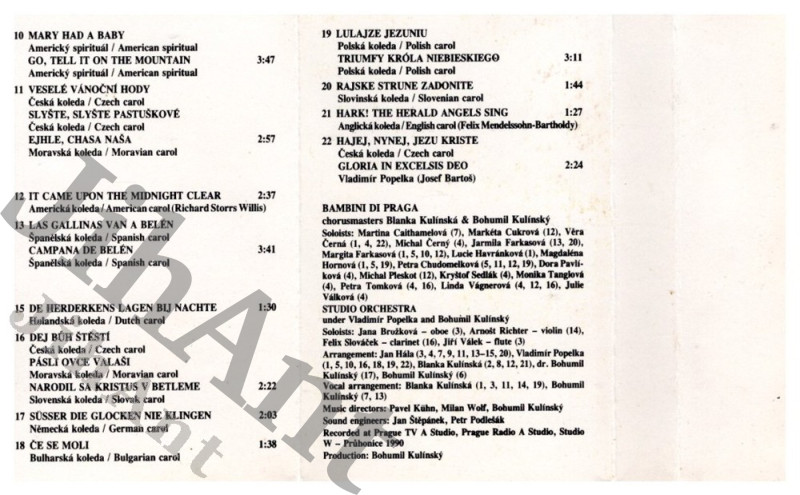 10 MARY HAD A BABY
Americký spirituál / American spiritual
GO, TELL IT ON THE MOUNTAIN 3:47
Americký spirituál / American spiritual
11 VESELÉ VÁNOČNÍ HODY
Česká koleda / Czech carol
SLYŠTE, SLYŠTE PASTUŠKOVÉ
Česká koleda / Czech carol
EJHLE, CHASA NAŠA 2:57
Moravská koleda / Moravian carol
12 IT CAME UPON THE MIDNIGHT CLEAR 2:37
Americká koleda / American carol (Richard Storrs Willis)
13 LAS GALLINAS VAN A BELÉN
Španělská koleda / Spanish carol
CAMPANA DE BELÉN 3:41
Španělská koleda / Spanish carol
15 DE HERDERKENS LAGEN BIJ NACHTE 1:30
Holandská koleda / Dutch carol
16 DEJ BŮH ŠTĚSTÍ
Česká koleda / Czech carol
PÁSLI OVCE VALAŠI
Moravská koleda / Moravian carol
NARODIL SA KRISTUS V BETLEME 2:22
Slovenská koleda / Slovak carol
17 SÜSSER DIE GLOCKEN NIE KLINGEN 2:03
Německá koleda / German carol
18 ČE SE MOLI 1:38
Bulharská koleda / Bulgarian carol
19 LULAJZE JEZUNIU
Polská koleda / Polish carol
TRIUMFY KRÓLA NIEBIESKIEGO 3:11
Polská koleda / Polish carol
20 RAJSKE STRUNE ZADONITE 1:44
Slovinská koleda / Slovenian carol
21 HARK! THE HERALD ANGELS SING 1:27
Anglická koleda / English carol (Felix Mendelssohn-Bartholdy)
22 HAJEJ, NYNEJ, JEZU KRISTE
Česká koleda / Czech carol
GLORIA IN EXCELSIS DEO 2:24
Vladimír Popelka (Josef Bartoš)
BAMBINI DI PRAGA
chorusmasters Blanka Kulínská & Bohumil Kulínský
Soloists: Martina Caithamelová (7), Markéta Cukrová (12), Věra
Černá (1, 4, 22), Michal Černý (4), Jarmila Farkasová (13, 20),
Margita Farkasová (1, 5, 10, 12), Lucie Havránková (1), Magdaléna
Hornová (1, 5, 19), Petra Chudomelková (5, 11, 12, 19), Dora Pavlí-
ková (4), Michal Pleskot (12), Kryštof Sedlák (4), Monika Tanglová
(4), Petra Tomková (4, 16), Linda Vágnerová (4, 12, 16), Julie
Válková (4)
STUDIO ORCHESTRA
under Vladimír Popelka and Bohumil Kulínský
Soloists: Jana Brožková – oboe (3), Arnošt Richter – violin (14),
Felix Slováček – clarinet (16), Jiří Válek – flute (3)
Arrangement: Jan Hála (3, 4, 7, 9, 11, 13–15, 20), Vladimír Popelka
(1, 5, 10, 16, 18, 19, 22), Blanka Kulínská (2, 8, 12, 21), dr. Bohumil
Kulínský (17), Bohumil Kulínský (6)
Vocal arrangement: Blanka Kulínská (1, 3, 11, 14, 19), Bohumil
Kulínský (7, 13)
Music directors: Pavel Kühn, Milan Wolf, Bohumil Kulínský
Sound engineers: Jan Štěpánek, Petr Podlešák
Recorded at Prague TV A Studio, Prague Radio A Studio, Studio
W – Průhonice 1990
Production: Bohumil Kulínský
JihAnt